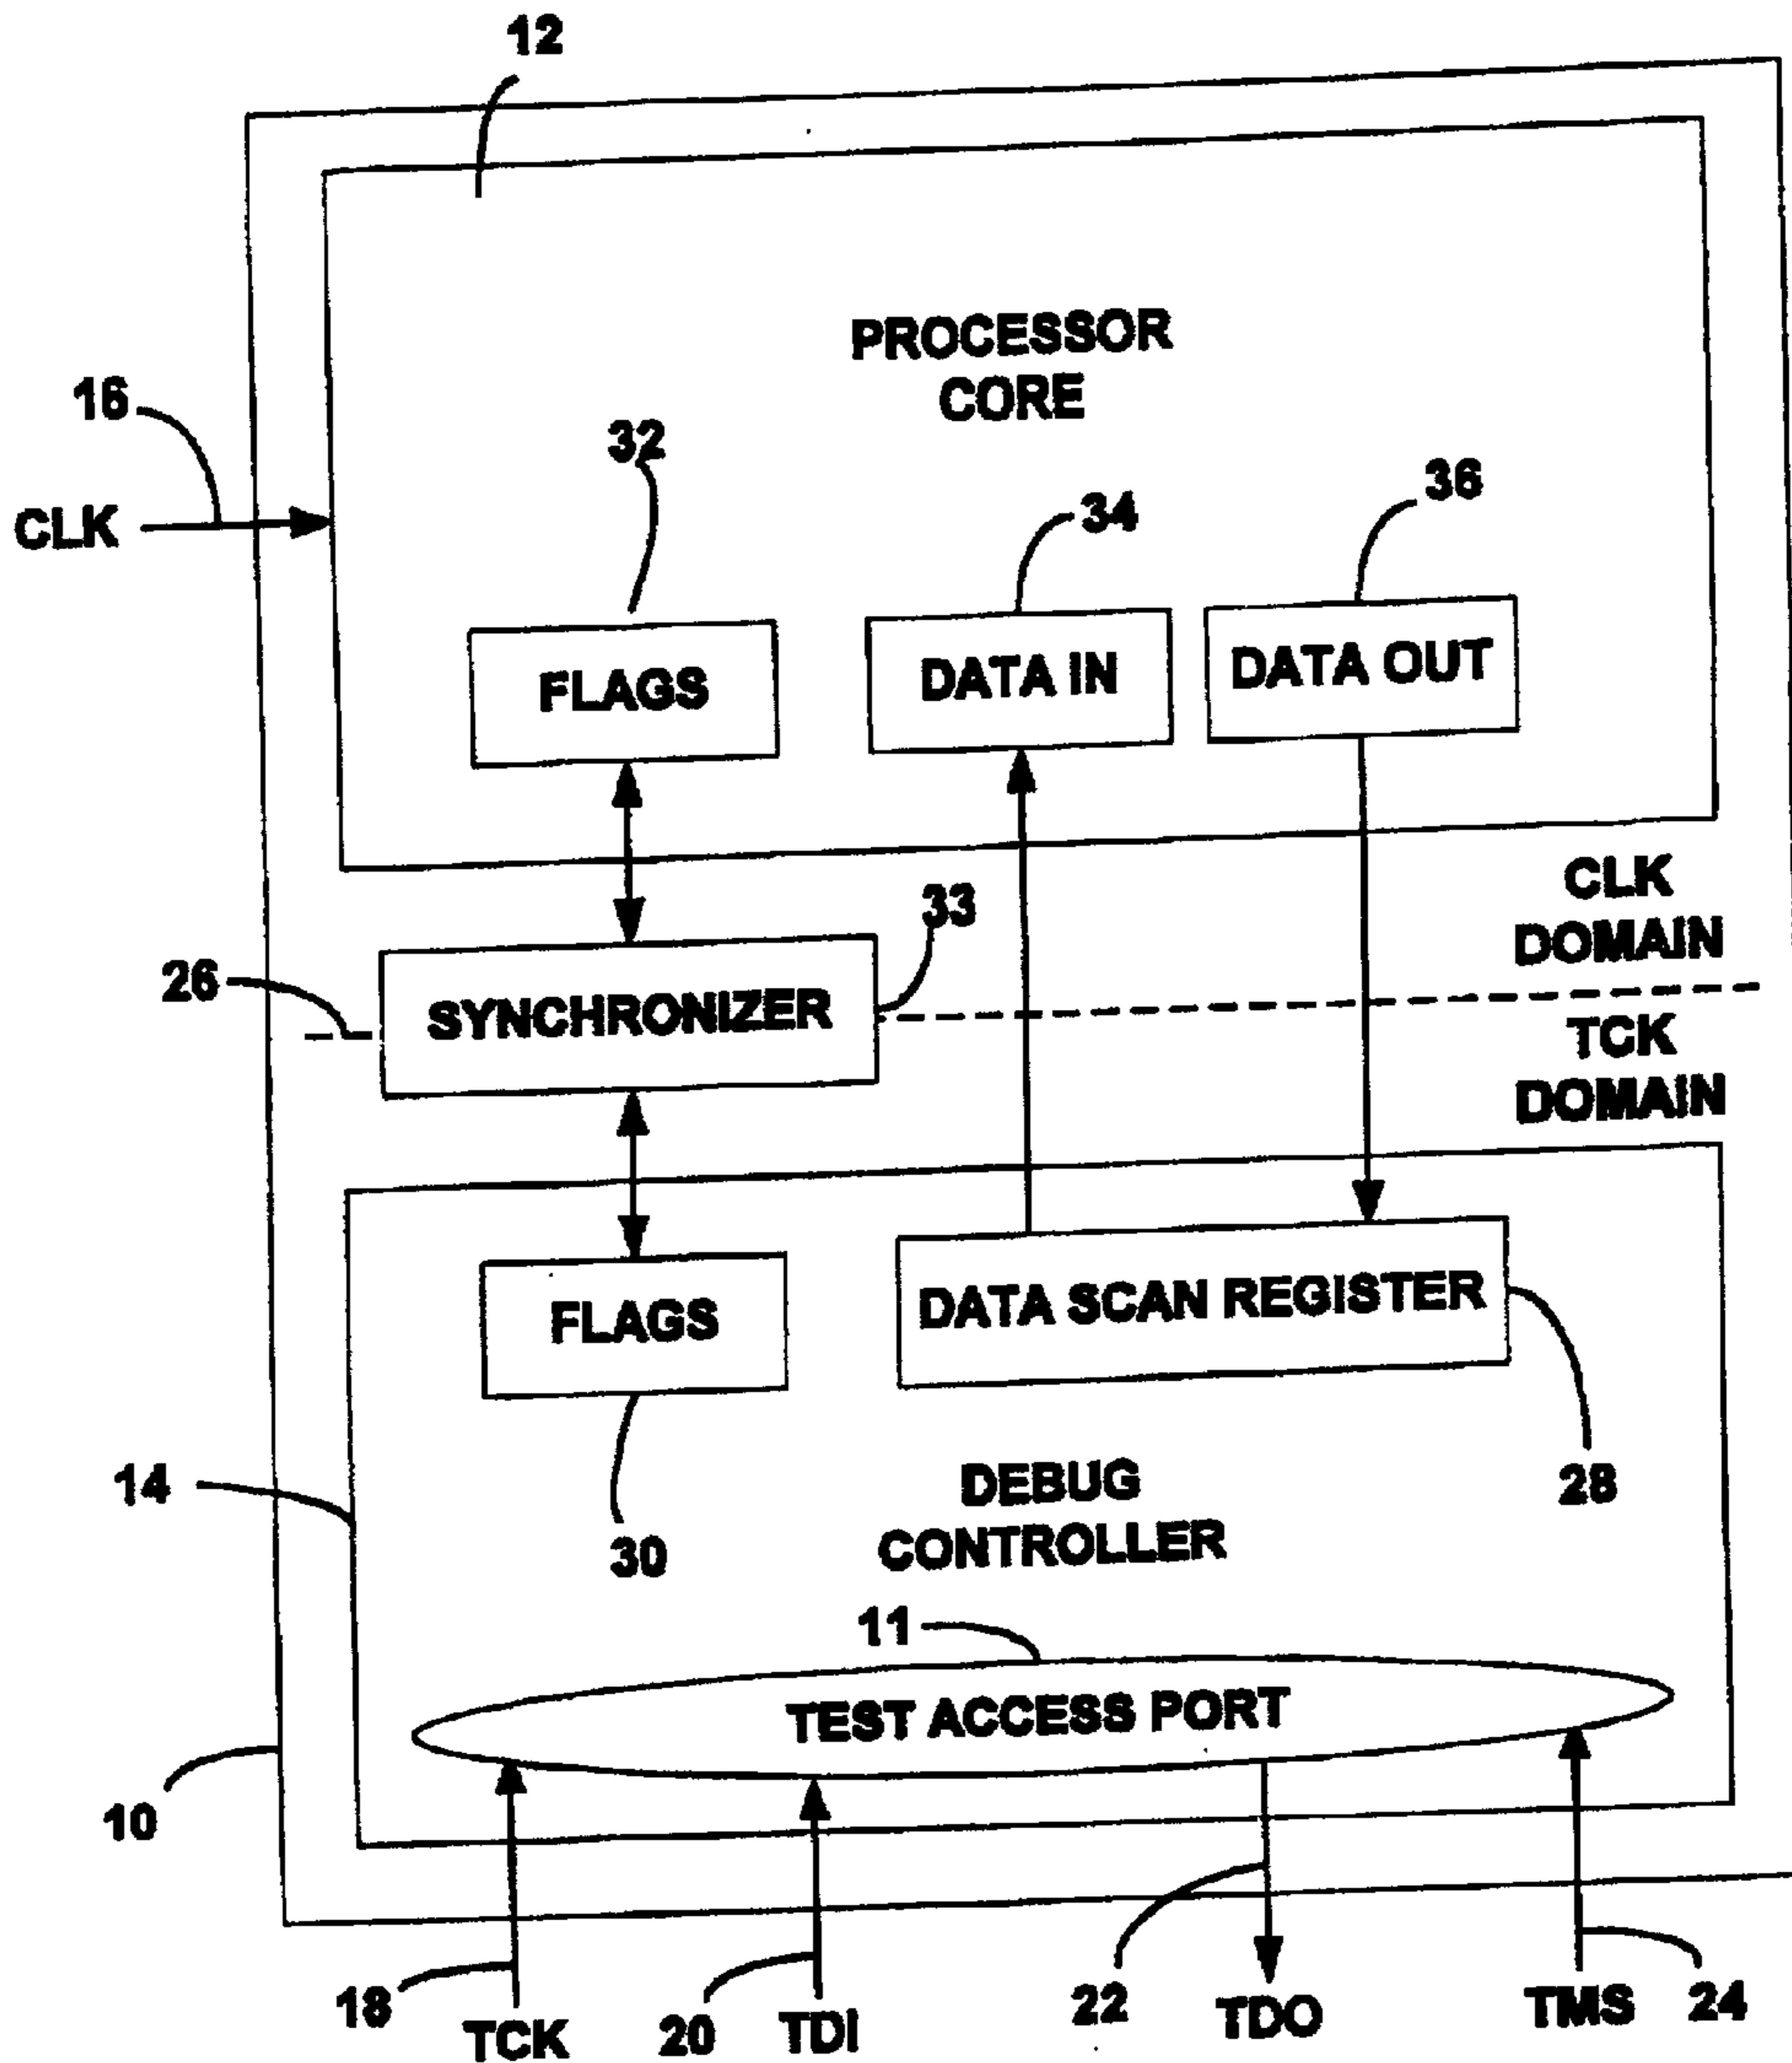 12
PROCESSOR
CORE
16
CLK
32
34
36
FLAGS
DATA IN
DATA OUT
CLK
DOMAIN
33
26
SYNCHRONIZER
TCK
DOMAIN
FLAGS
DATA SCAN REGISTER
14
30
DEBUG
CONTROLLER
28
11
TEST ACCESS PORT
10
18
TCK
20
TDI
22
TDO
TMS
24